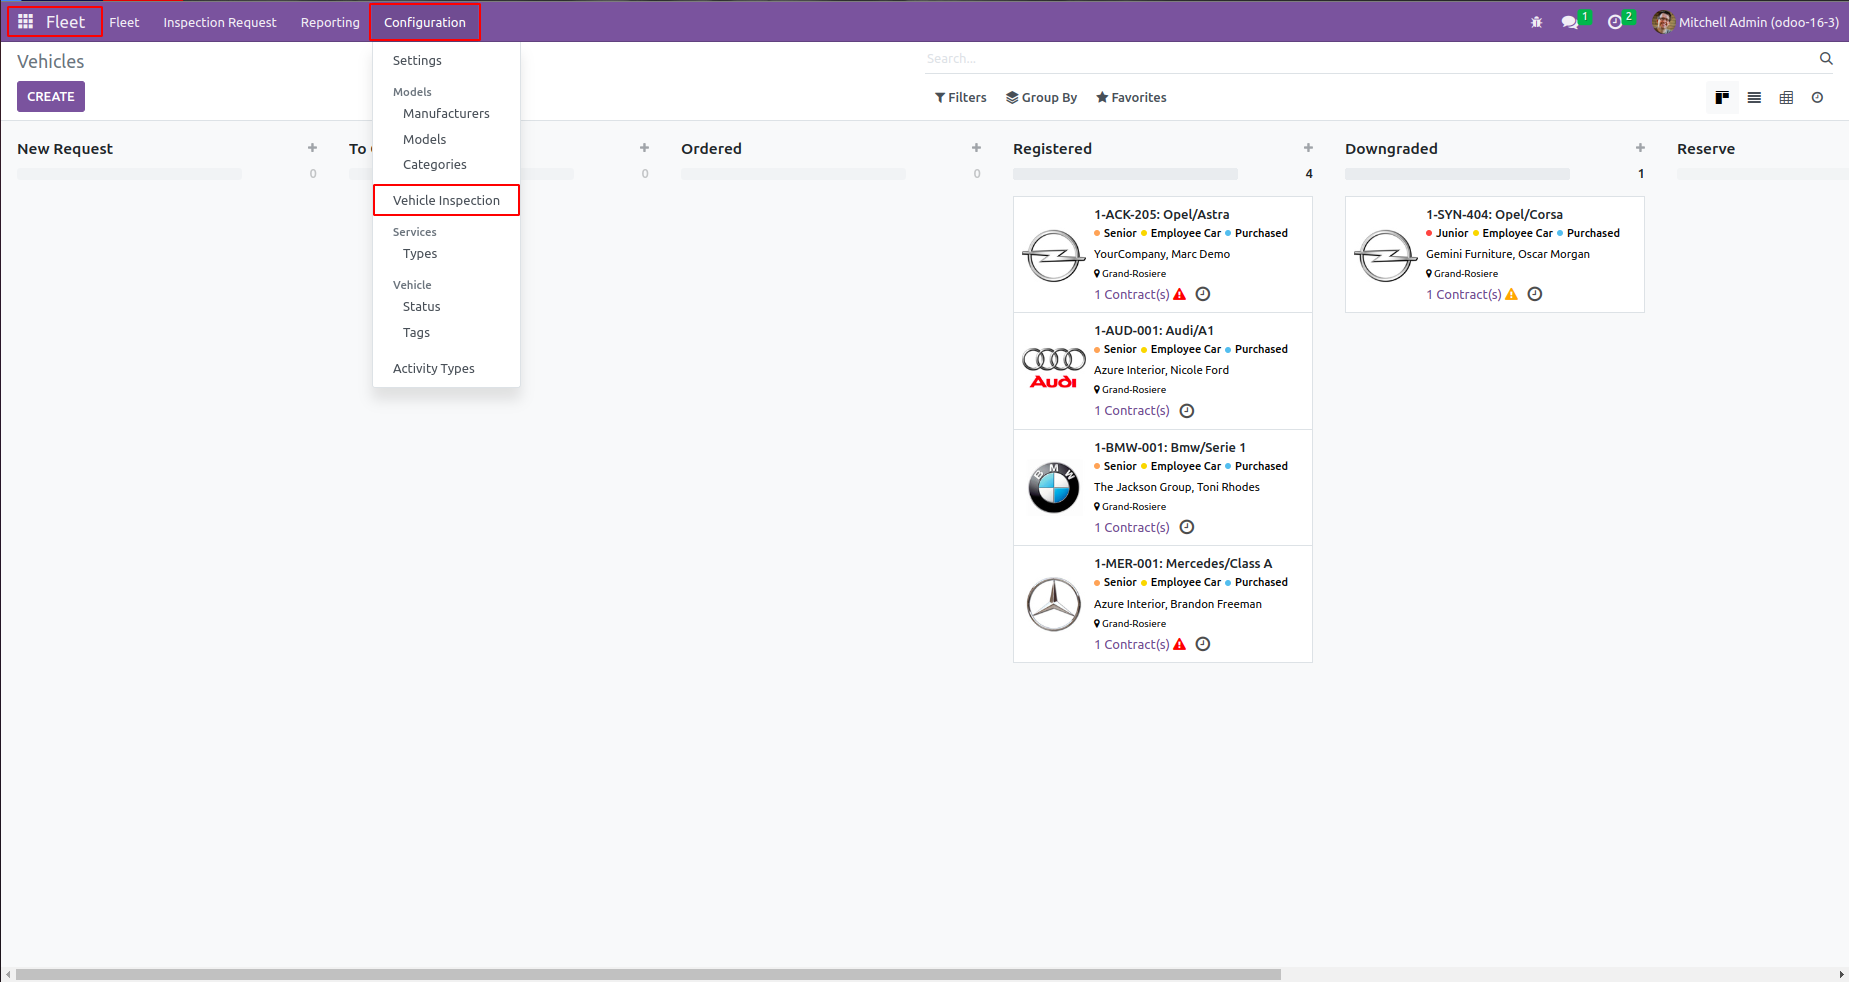 Fleet
Fleet
Inspection Request
Reporting
Configuration
1
2
Mitchell Admin (odoo-16-3)
Vehicles
Search...
CREATE
Filters
Group By
Favorites
Settings
Models
Manufacturers
Models
Categories
Vehicle Inspection
Services
Types
Vehicle
Status
Tags
Activity Types
New Request
0
To
0
Ordered
0
Registered
4
1-ACK-205: Opel/Astra
Senior Employee Car Purchased
YourCompany, Marc Demo
Grand-Rosiere
1 Contract(s)
Audi
1-AUD-001: Audi/A1
Senior Employee Car Purchased
Azure Interior, Nicole Ford
Grand-Rosiere
1 Contract(s)
BMW
1-BMW-001: Bmw/Serie 1
Senior Employee Car Purchased
The Jackson Group, Toni Rhodes
Grand-Rosiere
1 Contract(s)
1-MER-001: Mercedes/Class A
Senior Employee Car Purchased
Azure Interior, Brandon Freeman
Grand-Rosiere
1 Contract(s)
Downgraded
1
1-SYN-404: Opel/Corsa
Junior Employee Car Purchased
Gemini Furniture, Oscar Morgan
Grand-Rosiere
1 Contract(s)
Reserve